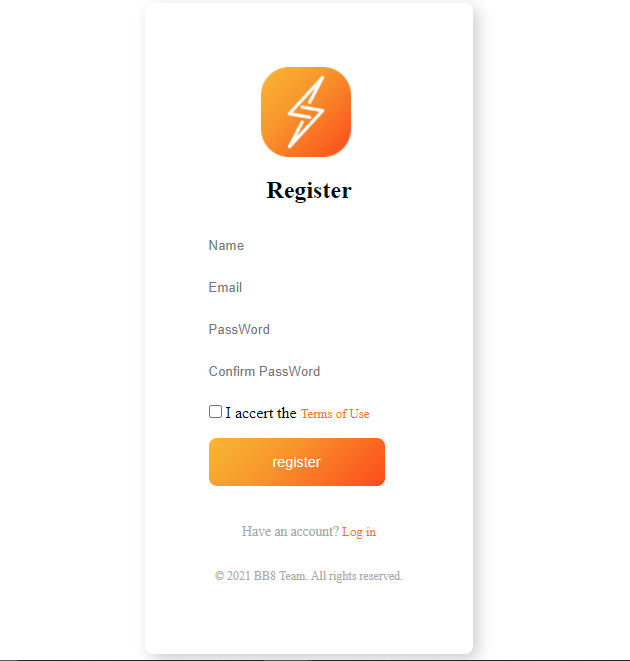 Register
Name
Email
PassWord
Confirm PassWord
I accert the Terms of Use
register
Have an account? Log in
© 2021 BB8 Team. All rights reserved.